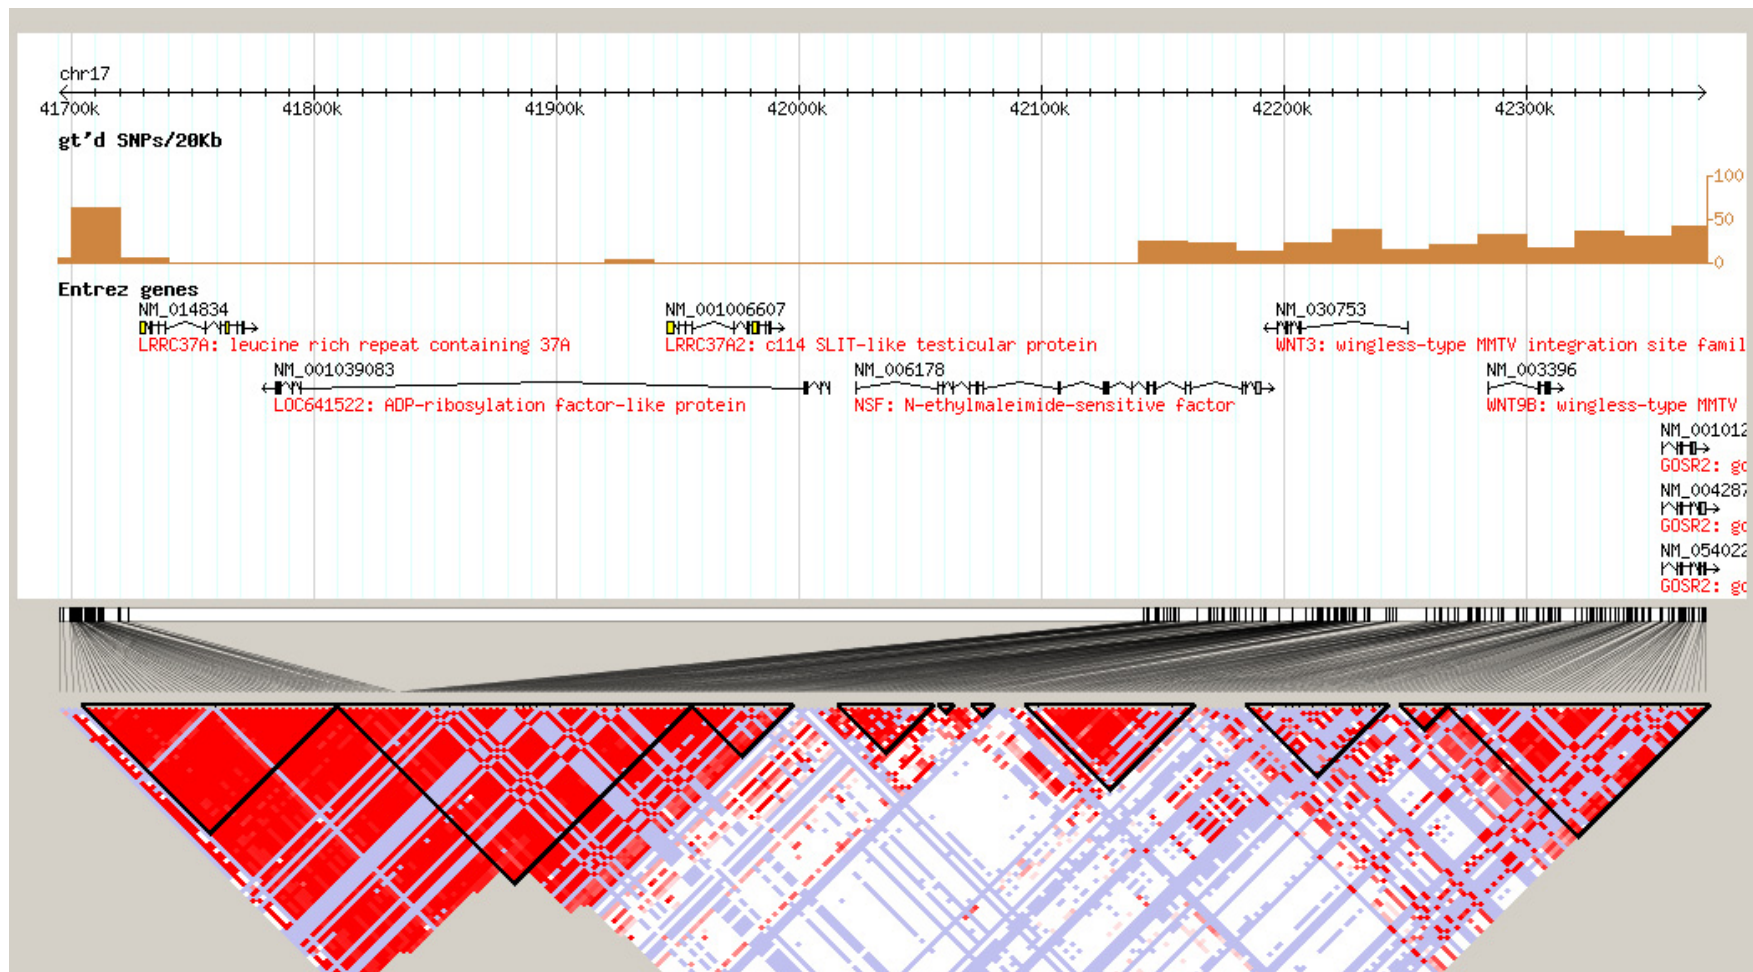 chr17
41700k 41800k 41900k 42000k 42100k 42200k 42300k
gt'd SNPs/20Kb
100
50
0
Entrez genes
NM_014834 NM_001006607 NM_030753
LRRC37A: leucine rich repeat containing 37A LRRC37A2: c114 SLIT-like testicular protein WNT3: wingless-type MMTV integration site famil
NM_001039083 NM_006178 NM_003396
LOC641522: ADP-ribosylation factor-like protein NSF: N-ethylmaleimide-sensitive factor WNT9B: wingless-type MMTV
NM_001012
GOSR2: go
NM_004287
GOSR2: go
NM_054022
GOSR2: go